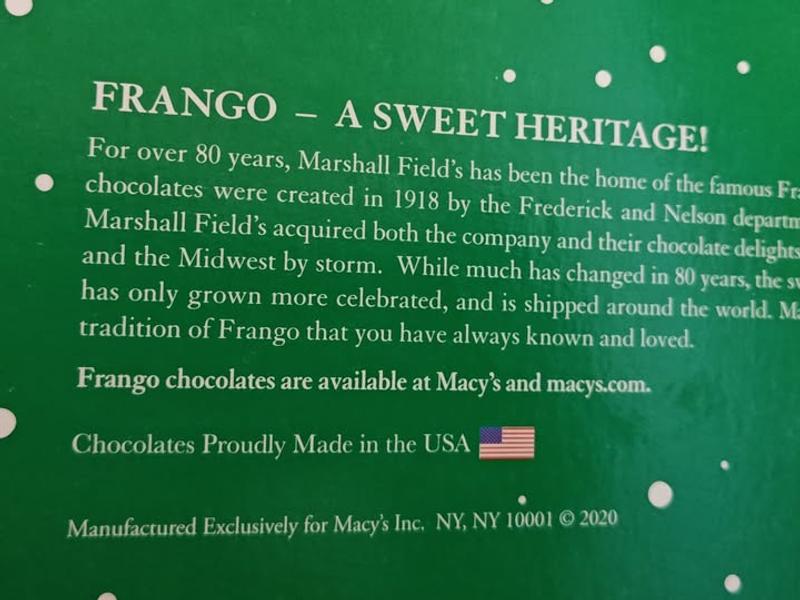 FRANGO – A SWEET HERITAGE!
For over 80 years, Marshall Field's has been the home of the famous
chocolates were created in 1918 by the Frederick and Nelson
Marshall Field's acquired both the company and their chocolate delights
and the Midwest by storm. While much has changed in 80 years, the
has only grown more celebrated, and is shipped around the world.
tradition of Frango that you have always known and loved.
Frango chocolates are available at Macy's and macys.com.
Chocolates Proudly Made in the USA
Manufactured Exclusively for Macy's Inc. NY, NY 10001 © 2020